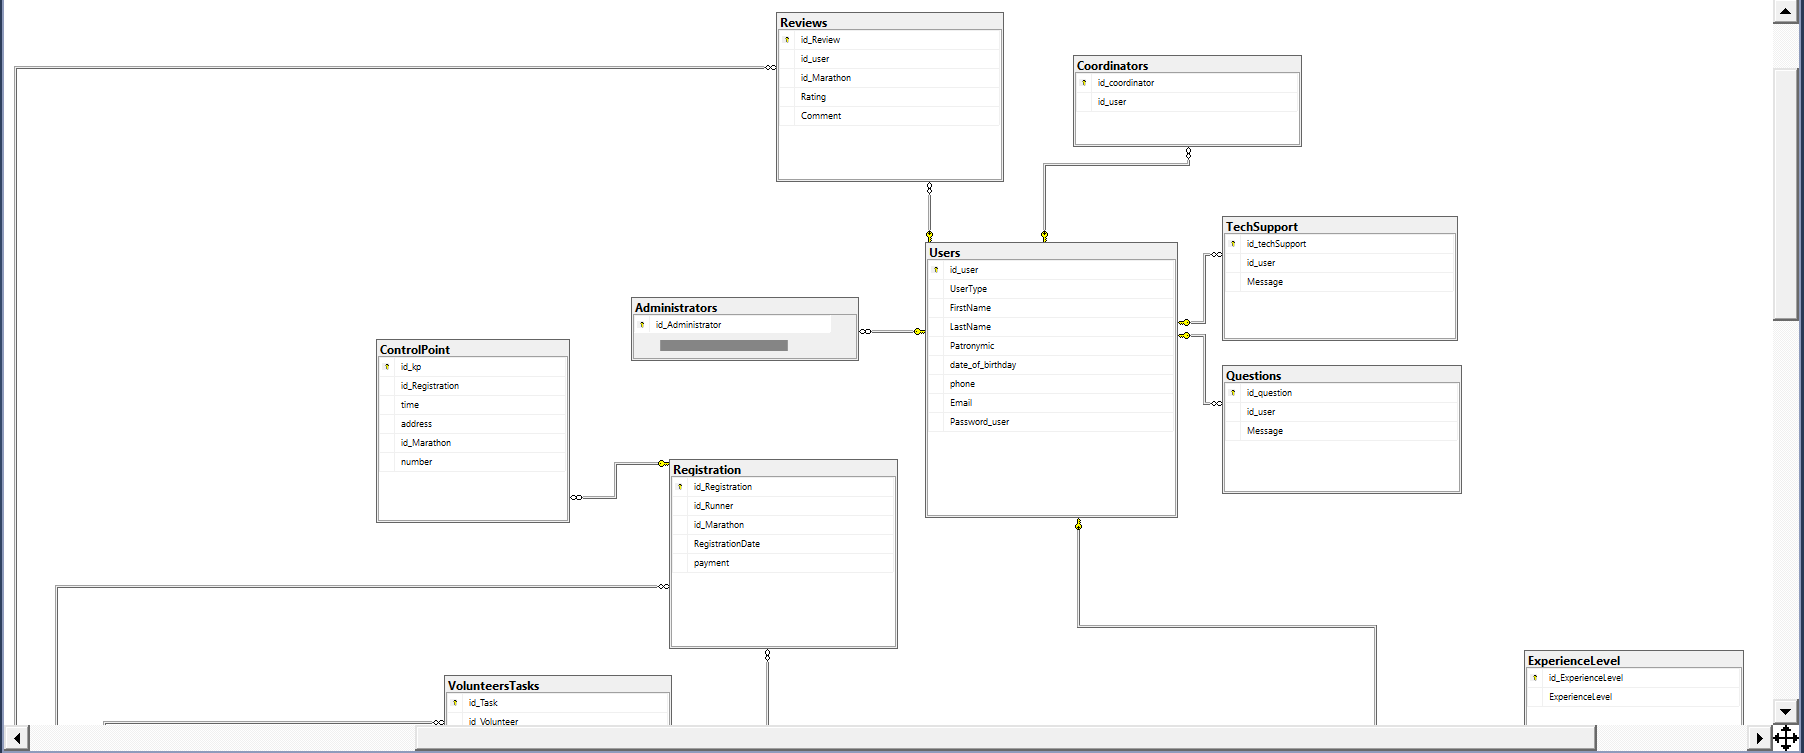 Reviews
id_Review
id_user
id_Marathon
Rating
Comment
Coordinators
id_coordinator
id_user
TechSupport
id_techSupport
id_user
Message
Users
id_user
UserType
FirstName
LastName
Patronymic
date_of_birthday
phone
Email
Password_user
Administrators
id_Administrator
ControlPoint
id_kp
id_Registration
time
address
id_Marathon
number
Questions
id_question
id_user
Message
Registration
id_Registration
id_Runner
id_Marathon
RegistrationDate
payment
VolunteersTasks
id_Task
id_Volunteer
ExperienceLevel
id_ExperienceLevel
ExperienceLevel